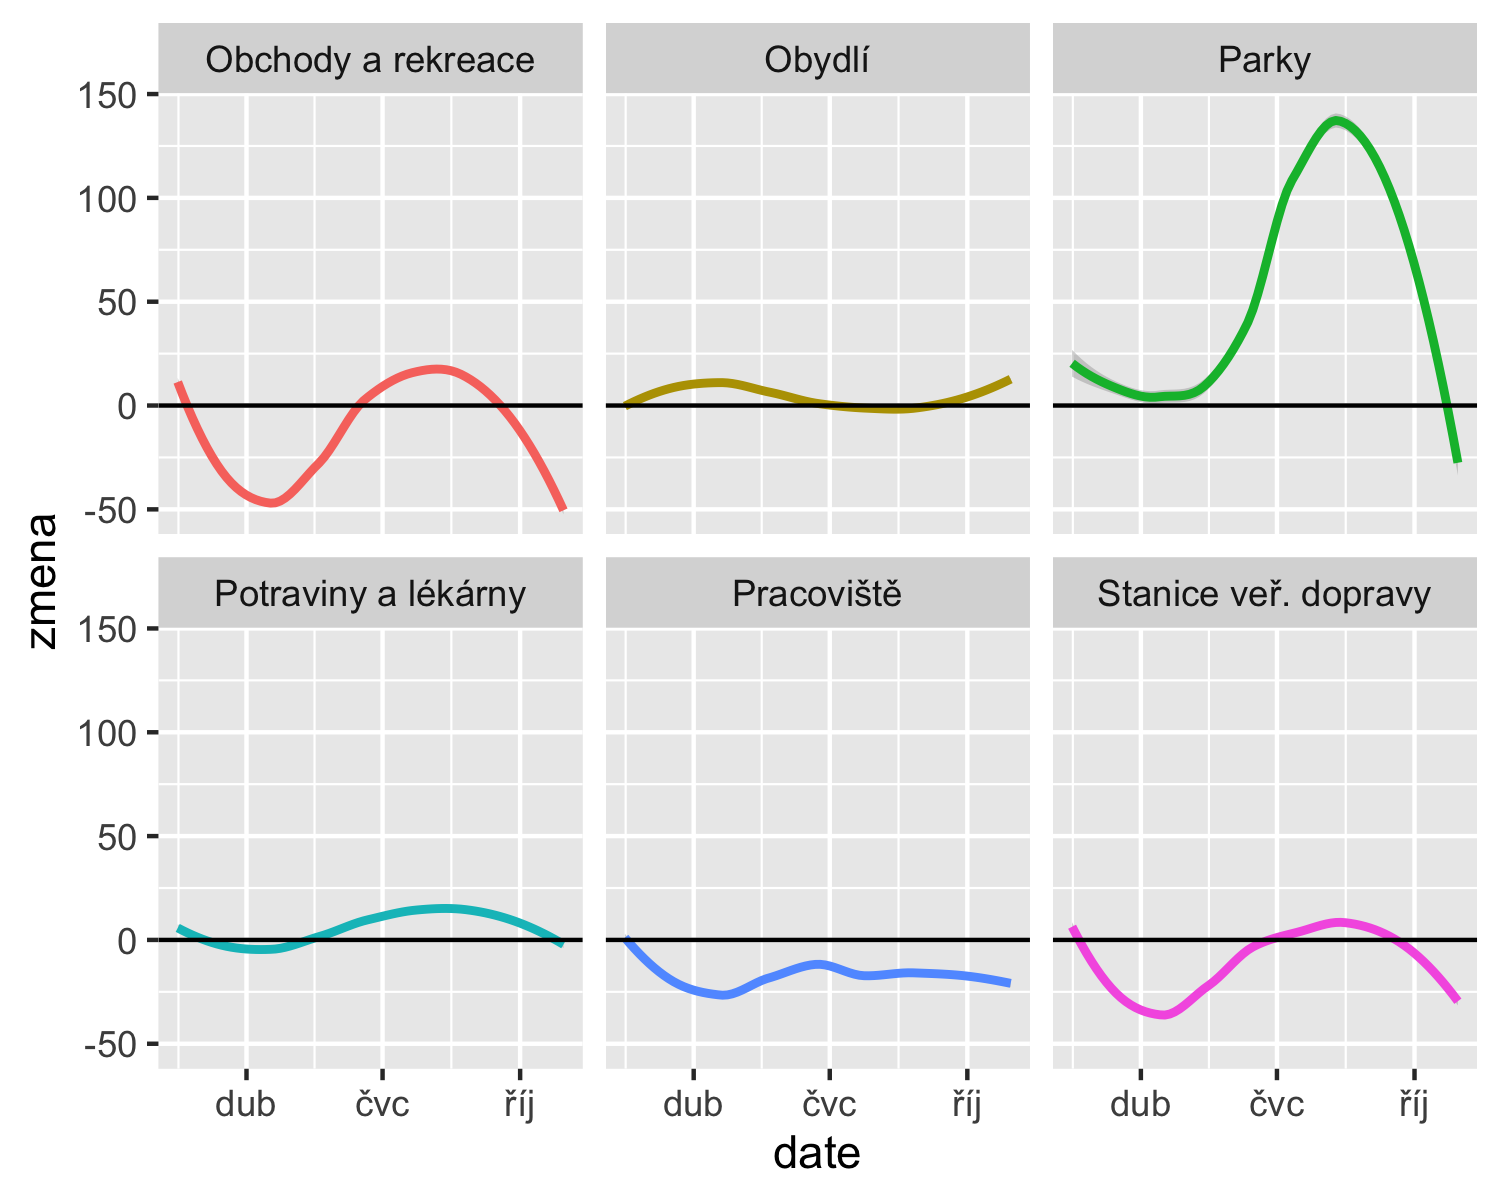 Obchody a rekreace
Obydlí
Parky
150
100
50
0
-50
Potraviny a lékárny
Pracoviště
Stanice veř. dopravy
150
100
50
0
-50
zmena
dub
čvc
říj
dub
čvc
říj
dub
čvc
říj
date